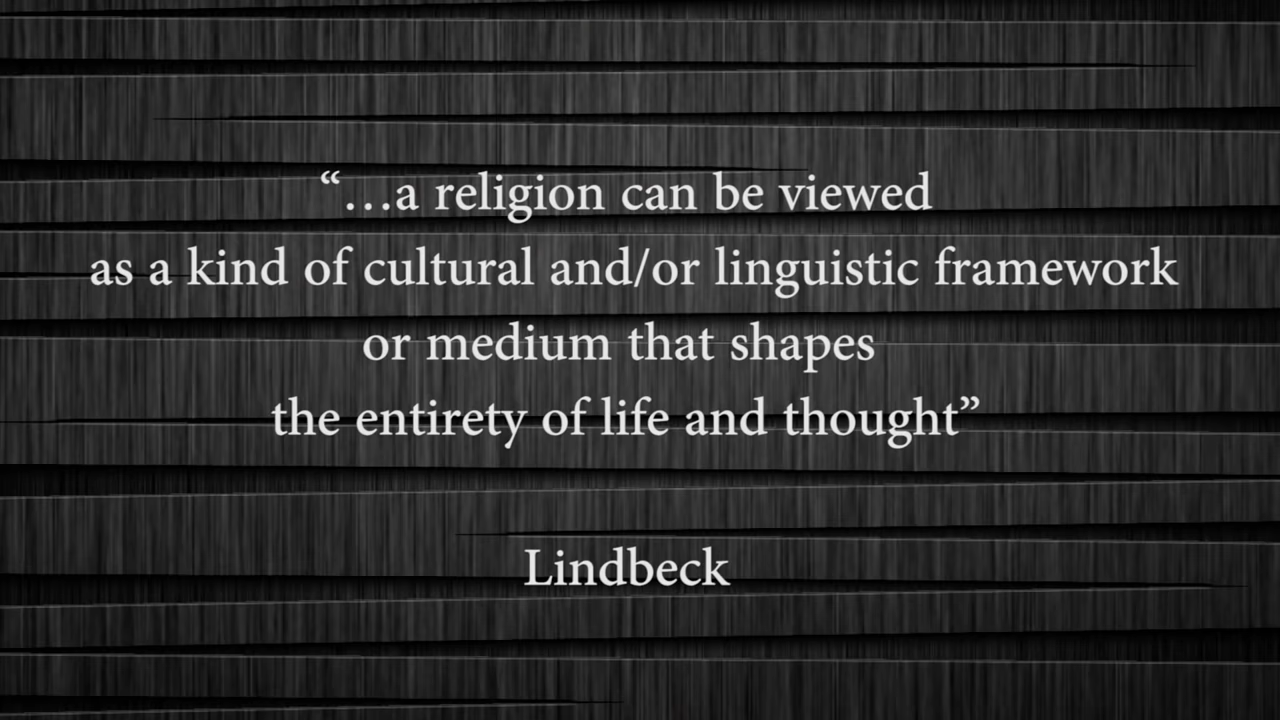 “…a religion can be viewed
as a kind of cultural and/or linguistic framework
or medium that shapes
the entirety of life and thought”
Lindbeck